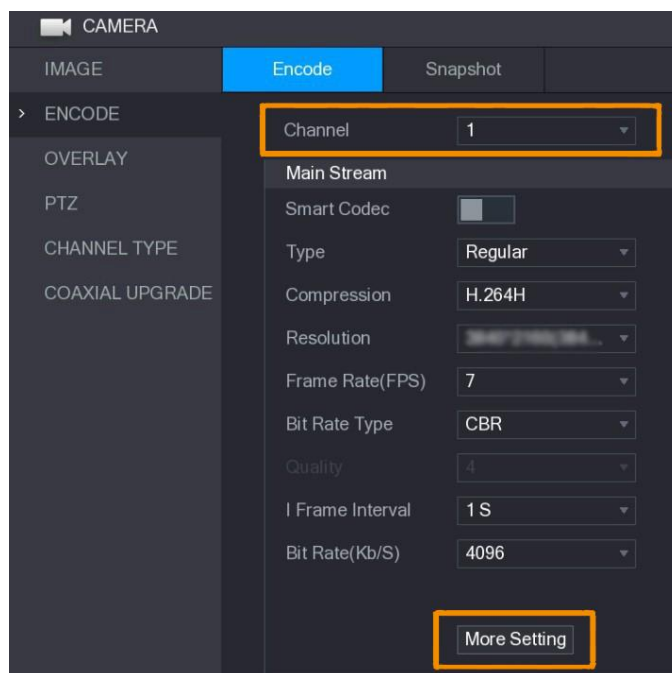 CAMERA
IMAGE
Encode
Snapshot
ENCODE
Channel 1
OVERLAY
Main Stream
PTZ
Smart Codec
CHANNEL TYPE
Type Regular
COAXIAL UPGRADE
Compression H.264H
Resolution
Frame Rate(FPS) 7
Bit Rate Type CBR
Quality 4
I Frame Interval 1 S
Bit Rate(Kb/S) 4096
More Setting